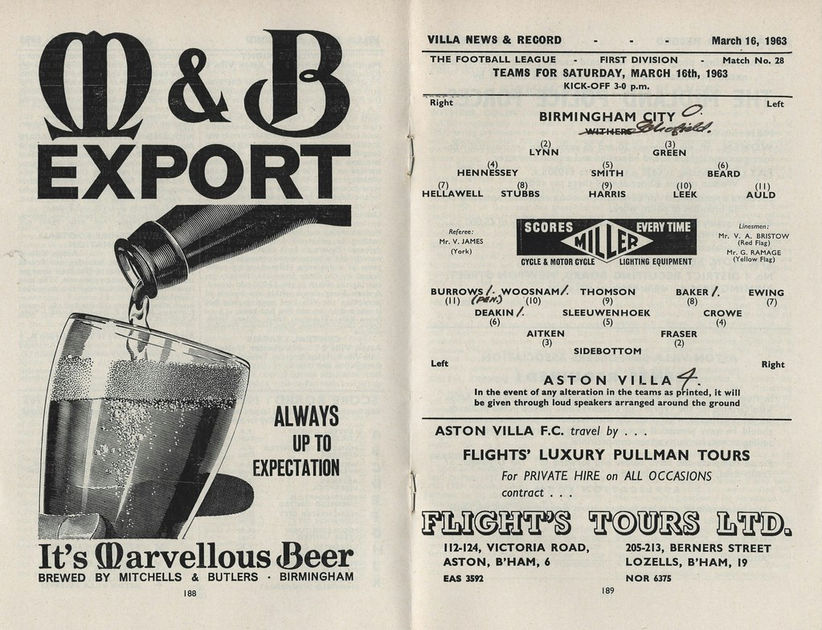 M & B
EXPORT
ALWAYS
UP TO
EXPECTATION
It's Marvellous Beer
BREWED BY MITCHELLS & BUTLERS · BIRMINGHAM
188
VILLA NEWS & RECORD - - - March 16, 1963
THE FOOTBALL LEAGUE - FIRST DIVISION - Match No. 28
TEAMS FOR SATURDAY, MARCH 16th, 1963
KICK-OFF 3-0 p.m.
Right Left
BIRMINGHAM CITY 0.
WITHERS Schofield.
(2) (3)
LYNN GREEN
(4) (5) (6)
HENNESSEY SMITH BEARD
(7) (8) (9) (10) (11)
HELLAWELL STUBBS HARRIS LEEK AULD
Referee:
Mr. V. JAMES
(York)
SCORES EVERY TIME
MILLER
CYCLE & MOTOR CYCLE LIGHTING EQUIPMENT
Linesmen:
Mr. V. A. BRISTOW
(Red Flag)
Mr. G. RAMAGE
(Yellow Flag)
BURROWS 1. WOOSNAM 1. THOMSON BAKER 1. EWING
(11) (PEN.) (10) (9) (8) (7)
DEAKIN 1. SLEEUWENHOEK CROWE
(6) (5) (4)
AITKEN FRASER
(3) (2)
SIDEBOTTOM
Left Right
ASTON VILLA 4.
In the event of any alteration in the teams as printed, it will
be given through loud speakers arranged around the ground
ASTON VILLA F.C. travel by . . .
FLIGHTS' LUXURY PULLMAN TOURS
For PRIVATE HIRE on ALL OCCASIONS
contract . . .
FLIGHT'S TOURS LTD.
112-124, VICTORIA ROAD,
ASTON, B'HAM, 6
EAS 3592
205-213, BERNERS STREET
LOZELLS, B'HAM, 19
NOR 6375
189